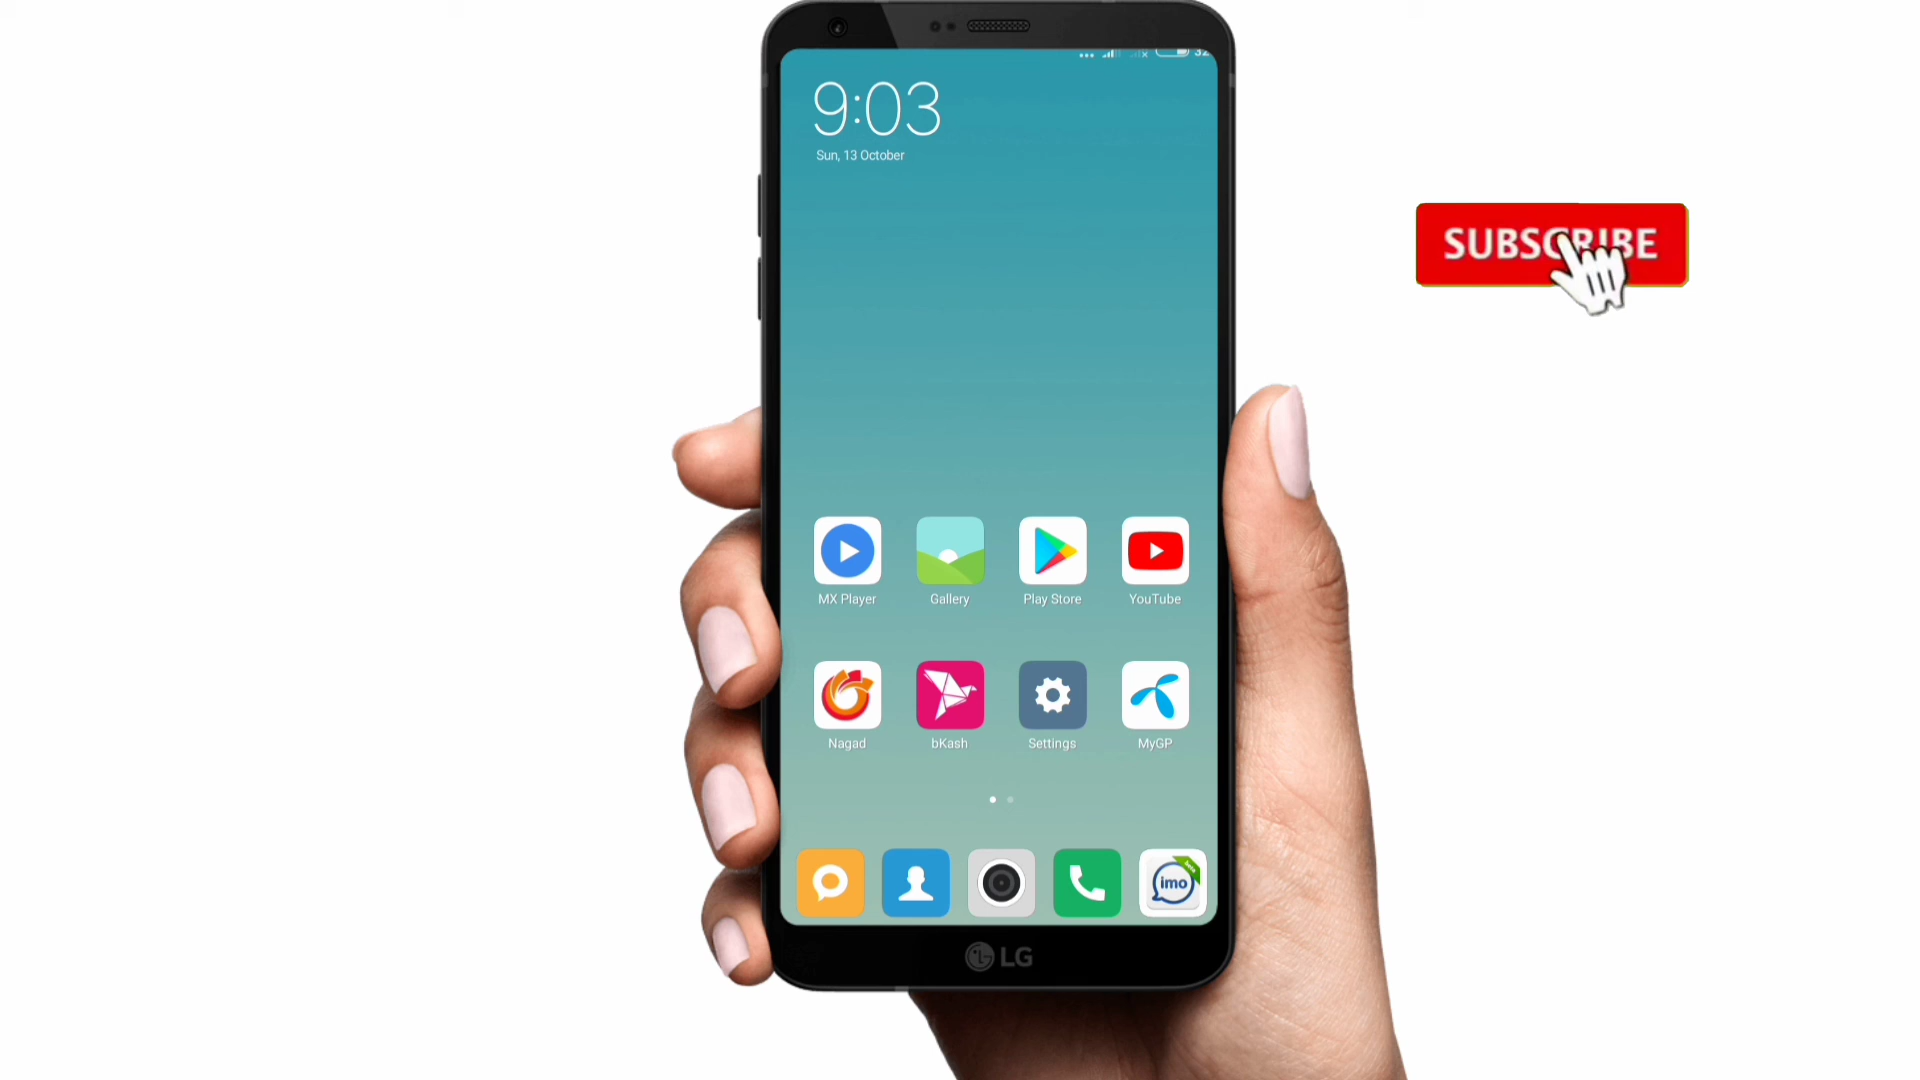 9:03
Sun, 13 October
SUBSCRIBE
MX Player
Gallery
Play Store
YouTube
Nagad
bKash
Settings
MyGP
imo
LG